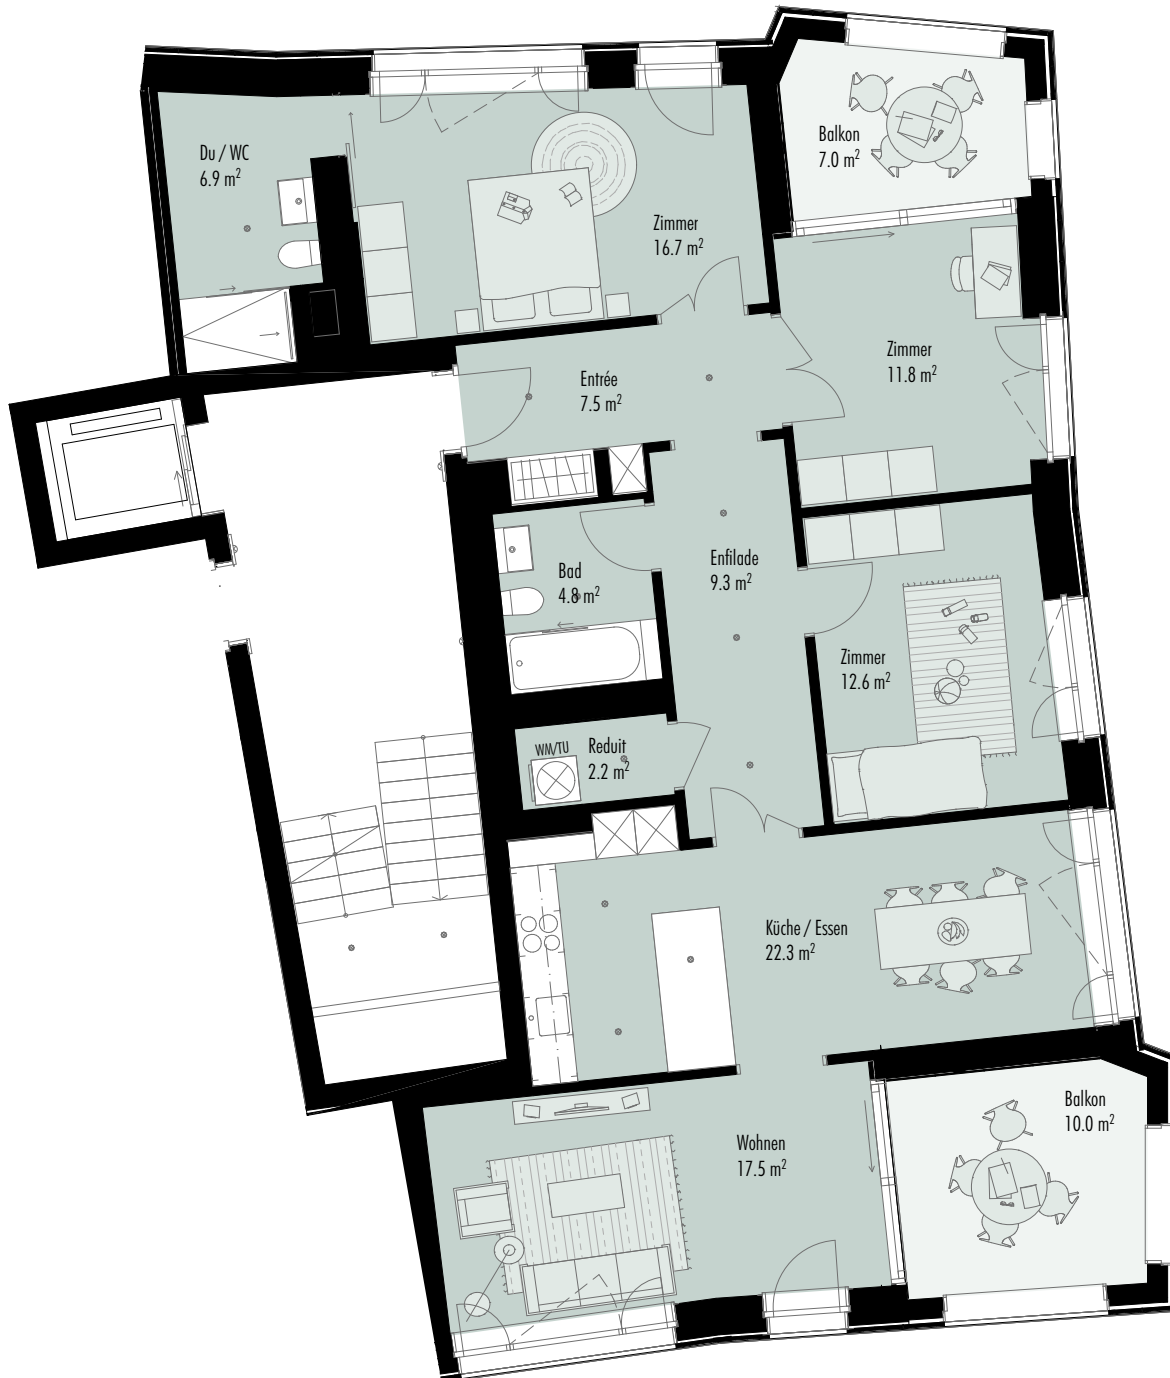 Balkon
7.0 m²
Du / WC
6.9 m²
Zimmer
16.7 m²
Zimmer
11.8 m²
Entrée
7.5 m²
Enfilade
9.3 m²
Bad
4.8 m²
Zimmer
12.6 m²
WM/TU
Reduit
2.2 m²
Küche / Essen
22.3 m²
Balkon
10.0 m²
Wohnen
17.5 m²